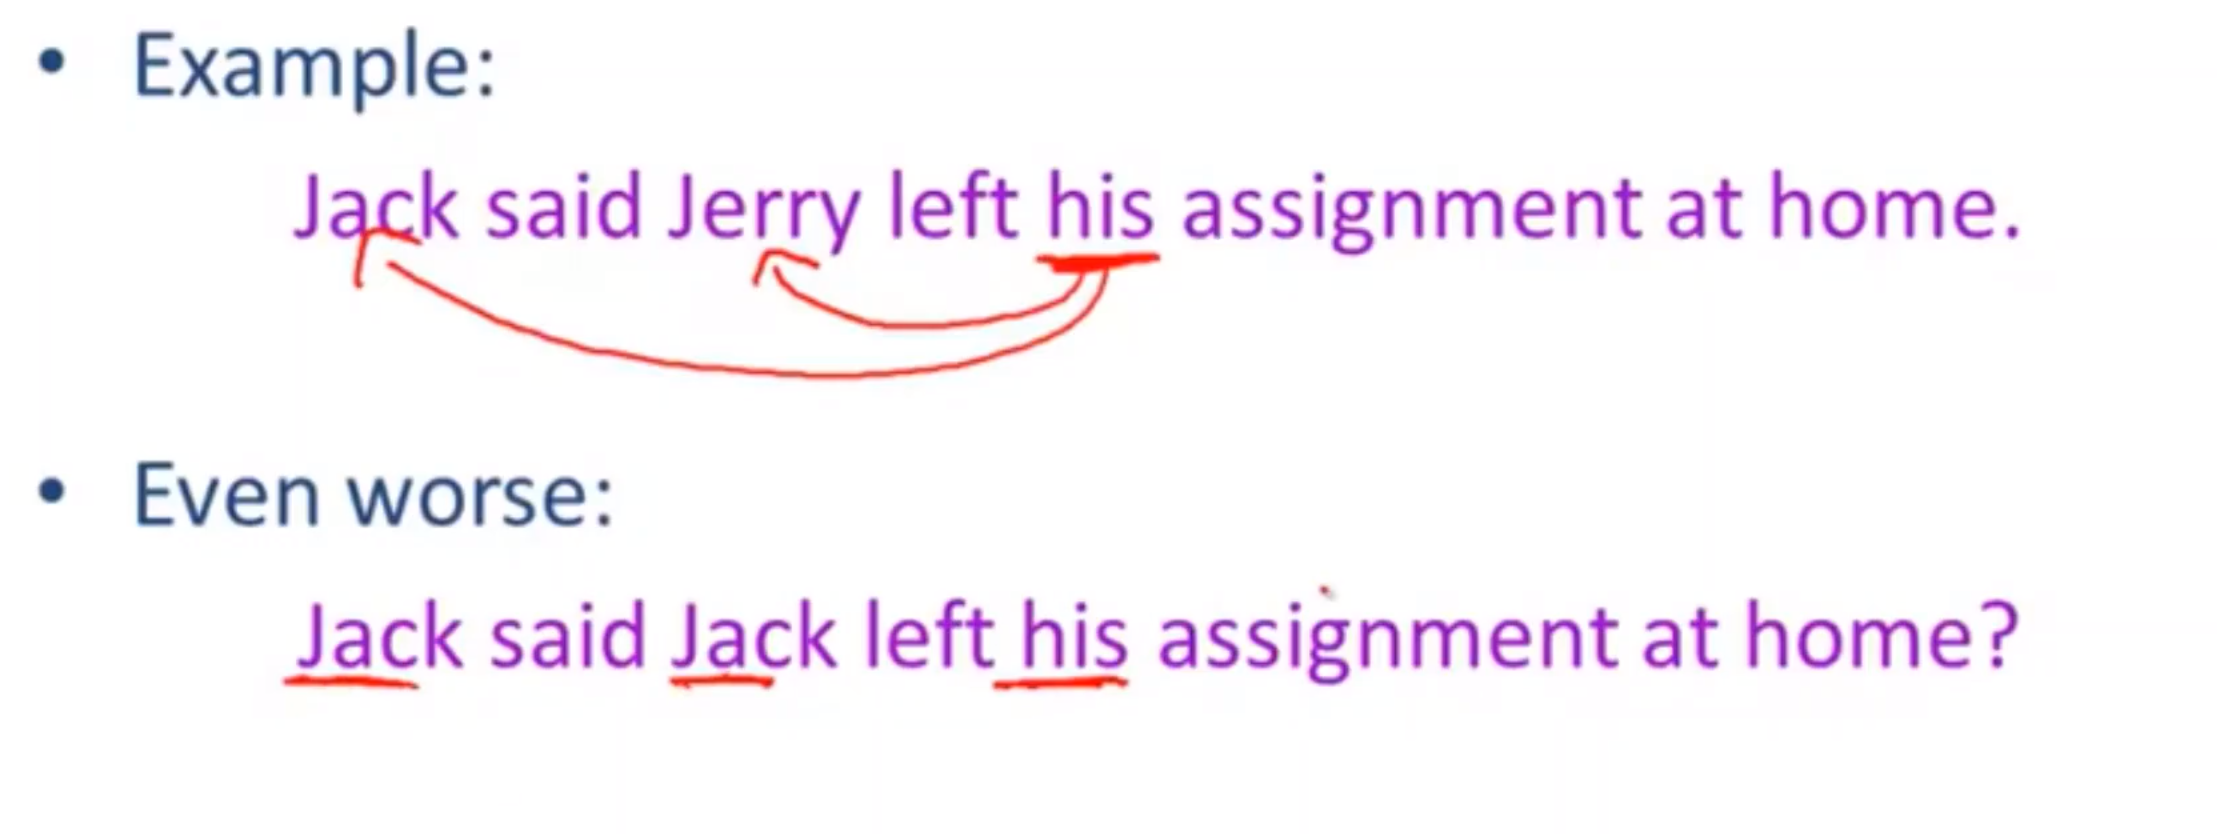 • Example:
Jack said Jerry left his assignment at home.
• Even worse:
Jack said Jack left his assignment at home?